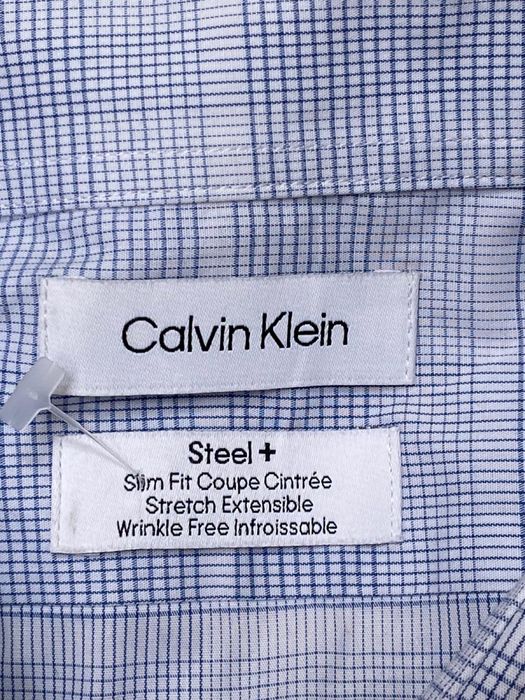 Calvin Klein
Steel +
Slim Fit Coupe Cintrée
Stretch Extensible
Wrinkle Free Infroissable